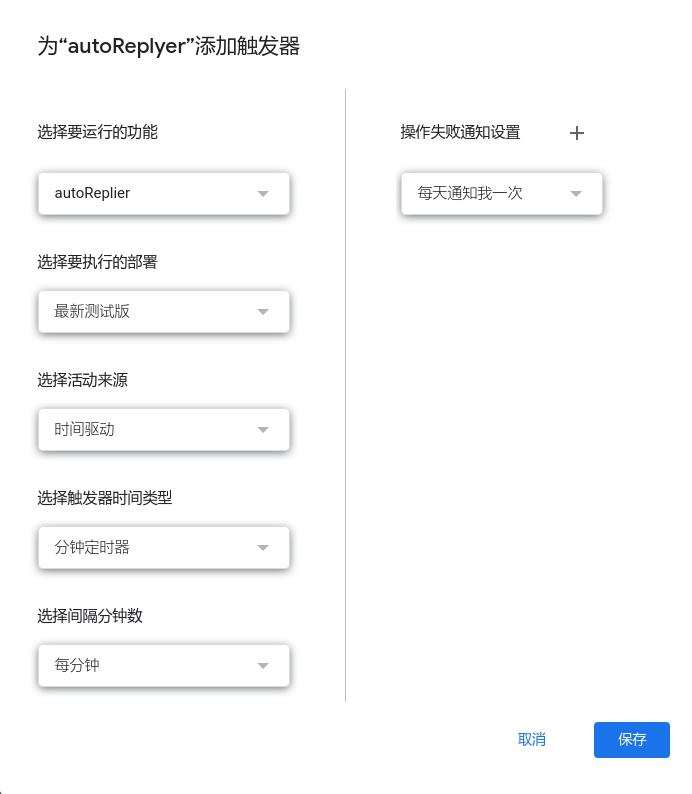 为“autoReplyer”添加触发器
选择要运行的功能
autoReplier
选择要执行的部署
最新测试版
选择活动来源
时间驱动
选择触发器时间类型
分钟定时器
选择间隔分钟数
每分钟
操作失败通知设置
每天通知我一次
取消
保存